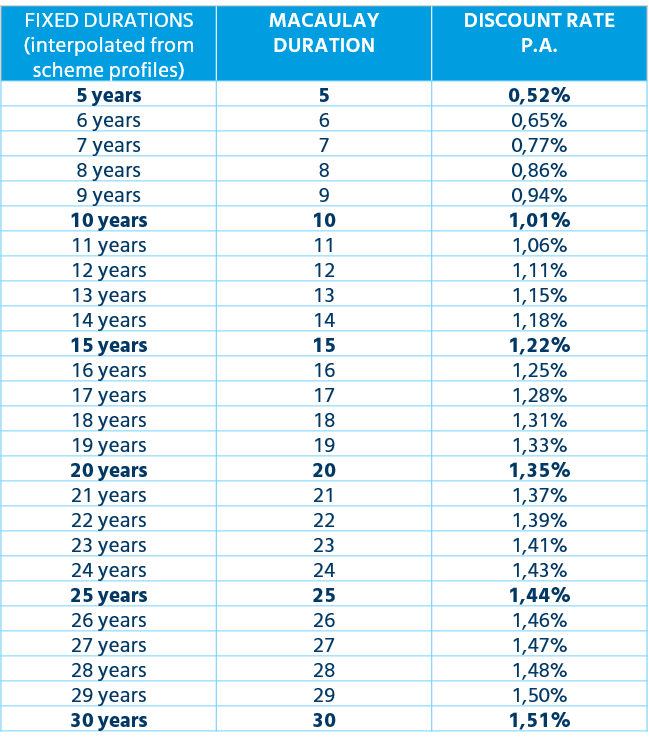 FIXED DURATIONS
(interpolated from
scheme profiles)
MACAULAY
DURATION
DISCOUNT RATE
P.A.
5 years 5 0,52%
6 years 6 0,65%
7 years 7 0,77%
8 years 8 0,86%
9 years 9 0,94%
10 years 10 1,01%
11 years 11 1,06%
12 years 12 1,11%
13 years 13 1,15%
14 years 14 1,18%
15 years 15 1,22%
16 years 16 1,25%
17 years 17 1,28%
18 years 18 1,31%
19 years 19 1,33%
20 years 20 1,35%
21 years 21 1,37%
22 years 22 1,39%
23 years 23 1,41%
24 years 24 1,43%
25 years 25 1,44%
26 years 26 1,46%
27 years 27 1,47%
28 years 28 1,48%
29 years 29 1,50%
30 years 30 1,51%